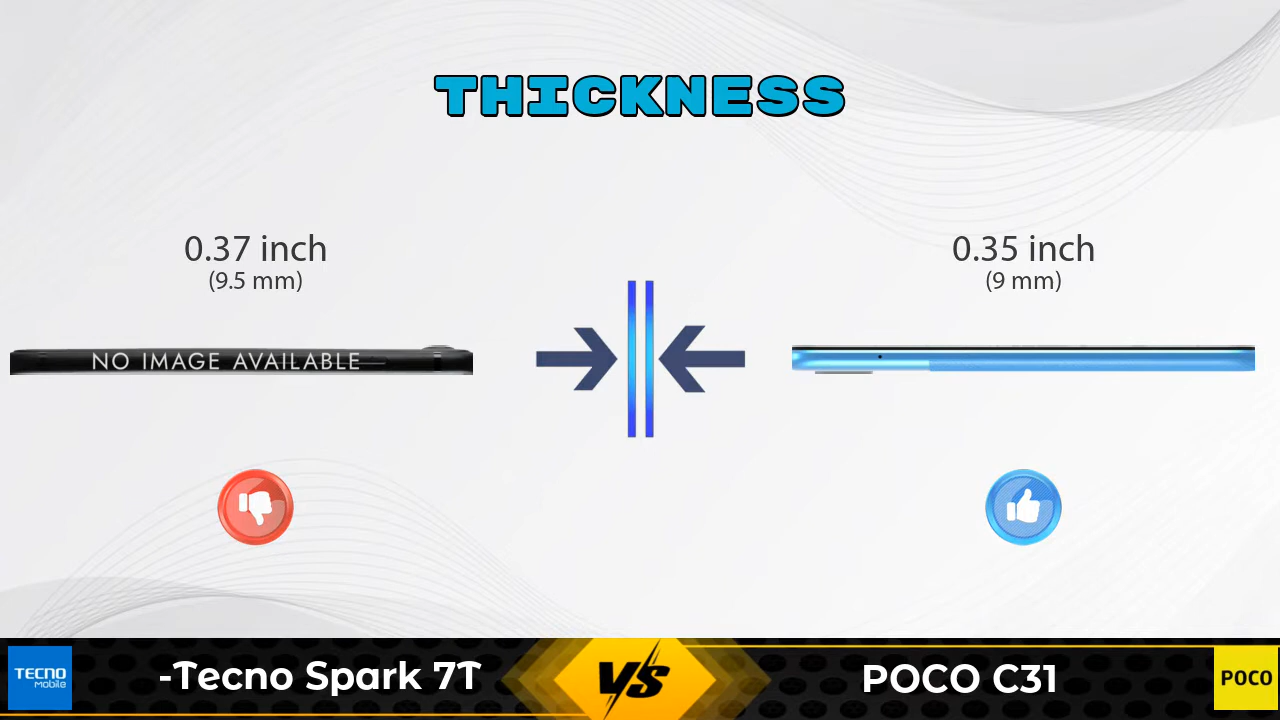 THICKNESS
0.37 inch
(9.5 mm)
0.35 inch
(9 mm)
NO IMAGE AVAILABLE
TECNO
mobile
-Tecno Spark 7T
VS
POCO C31
POCO